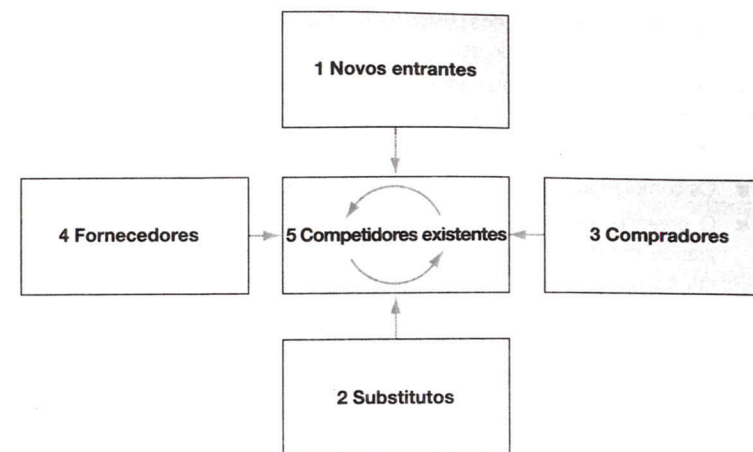 1 Novos entrantes
4 Fornecedores
5 Competidores existentes
3 Compradores
2 Substitutos